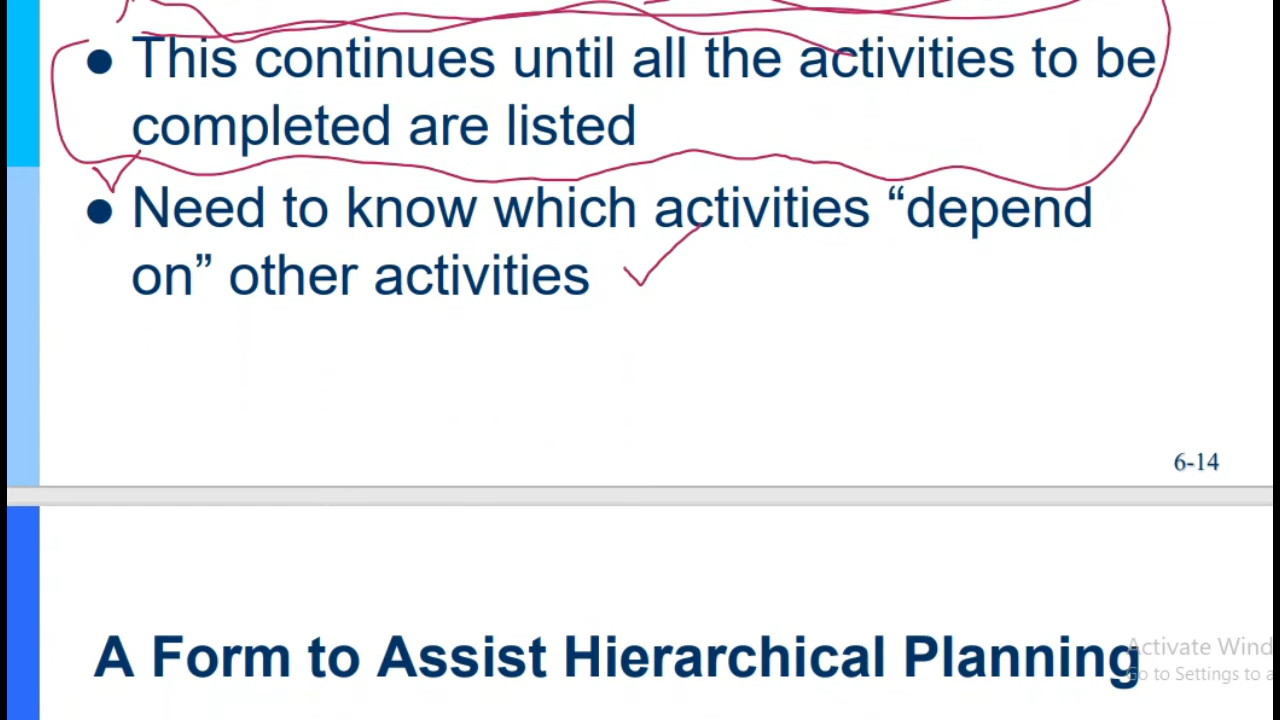 ● This continues until all the activities to be
completed are listed
● Need to know which activities “depend
on” other activities
6-14
A Form to Assist Hierarchical Planning
Activate Wind
Go to Settings to a